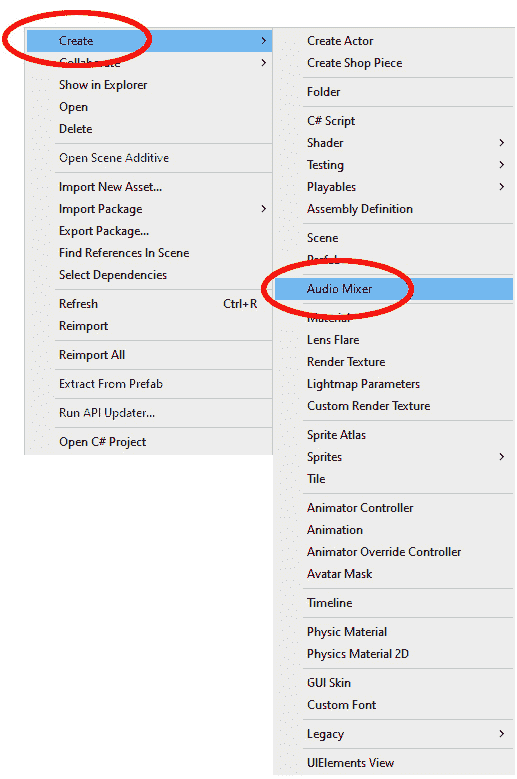 Create
Collaborate
Show in Explorer
Open
Delete
Open Scene Additive
Import New Asset...
Import Package
Export Package...
Find References In Scene
Select Dependencies
Refresh Ctrl+R
Reimport
Reimport All
Extract From Prefab
Run API Updater...
Open C# Project
Create Actor
Create Shop Piece
Folder
C# Script
Shader
Testing
Playables
Assembly Definition
Scene
Prefab
Audio Mixer
Material
Lens Flare
Render Texture
Lightmap Parameters
Custom Render Texture
Sprite Atlas
Sprites
Tile
Animator Controller
Animation
Animator Override Controller
Avatar Mask
Timeline
Physic Material
Physics Material 2D
GUI Skin
Custom Font
Legacy
UIElements View